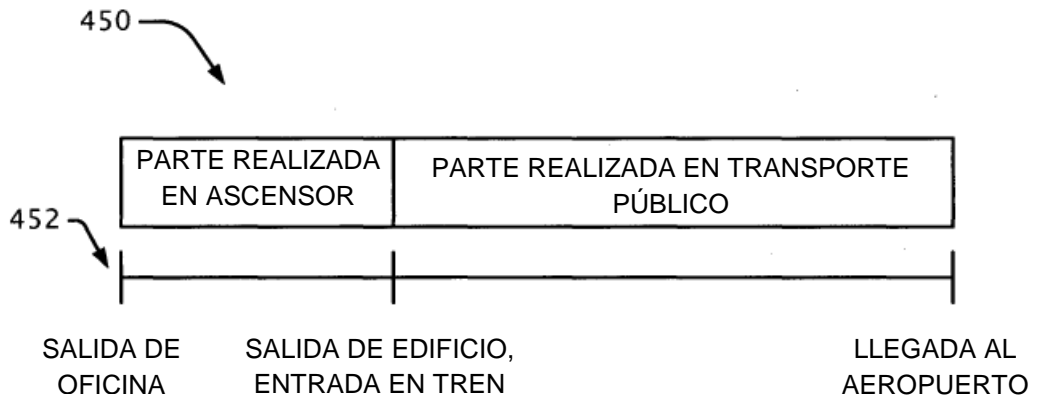 450
PARTE REALIZADA
EN ASCENSOR
PARTE REALIZADA EN TRANSPORTE
PÚBLICO
452
SALIDA DE
OFICINA
SALIDA DE EDIFICIO,
ENTRADA EN TREN
LLEGADA AL
AEROPUERTO